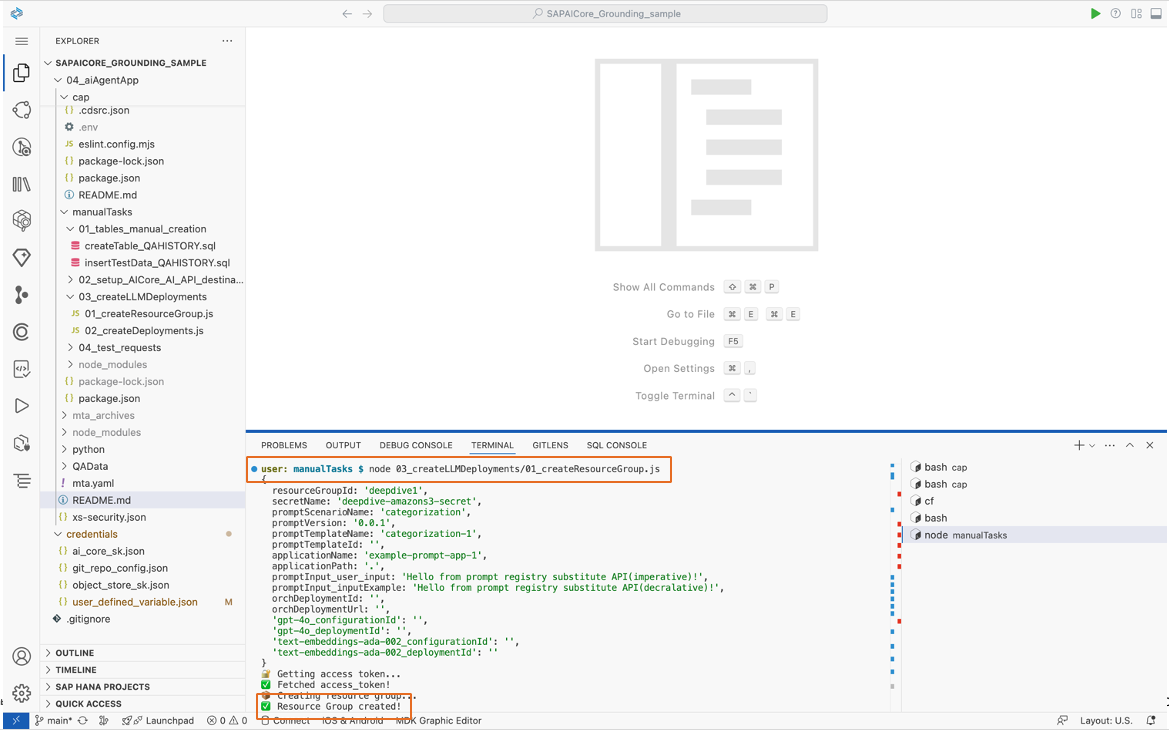 SAPAICore_Grounding_sample
EXPLORER
SAPAICORE_GROUNDING_SAMPLE
04_aiAgentApp
cap
.cdsrc.json
.env
eslint.config.mjs
package-lock.json
package.json
README.md
manualTasks
01_tables_manual_creation
createTable_QAHISTORY.sql
insertTestData_QAHISTORY.sql
02_setup_AICore_AI_API_destina...
03_createLLMDeployments
JS 01_createResourceGroup.js
JS 02_createDeployments.js
04_test_requests
node_modules
package-lock.json
package.json
mta_archives
node_modules
python
QAData
! mta.yaml
README.md
xs-security.json
credentials
ai_core_sk.json
git_repo_config.json
object_store_sk.json
user_defined_variable.json M
.gitignore
OUTLINE
TIMELINE
SAP HANA PROJECTS
QUICK ACCESS
Show All Commands ⇧ ⌘ P
Go to File ⌘ E ⌘ E
Start Debugging F5
Open Settings ⌘ ,
Toggle Terminal ^ `
PROBLEMS OUTPUT DEBUG CONSOLE TERMINAL GITLENS SQL CONSOLE
user: manualTasks $ node 03_createLLMDeployments/01_createResourceGroup.js
{
resourceGroupId: 'deepdive1',
secretName: 'deepdive-amazons3-secret',
promptScenarioName: 'categorization',
promptVersion: '0.0.1',
promptTemplateName: 'categorization-1',
promptTemplateId: '',
applicationName: 'example-prompt-app-1',
applicationPath: '.',
promptInput_user_input: 'Hello from prompt registry substitute API(imperative)!',
promptInput_inputExample: 'Hello from prompt registry substitute API(decralative)!',
orchDeploymentId: '',
orchDeploymentUrl: '',
'gpt-4o_configurationId': '',
'gpt-4o_deploymentId': '',
'text-embeddings-ada-002_configurationId': '',
'text-embeddings-ada-002_deploymentId': ''
}
Getting access token...
Fetched access_token!
Creating resource group...
Resource Group created!
bash cap
bash cap
cf
bash
node manualTasks
main* Launchpad 0 0 Connect iOS & Android MDK Graphic Editor Layout: U.S.